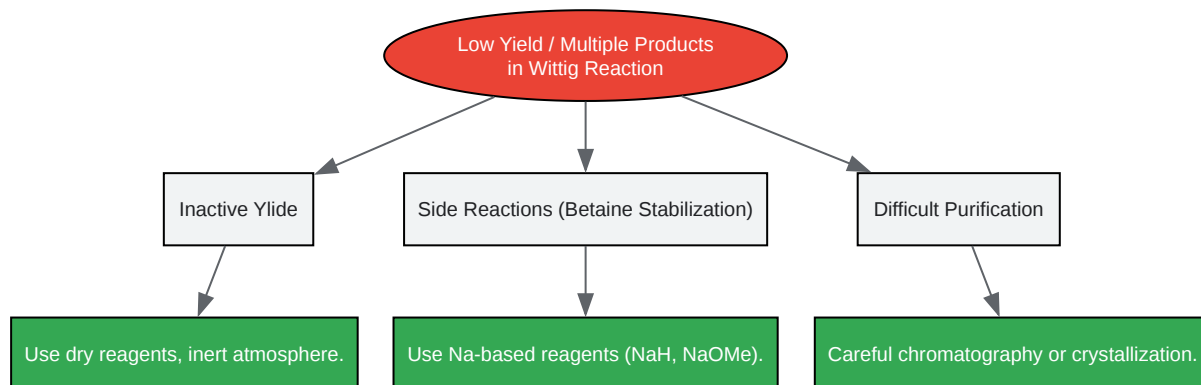 Low Yield / Multiple Products
in Wittig Reaction
Inactive Ylide
Side Reactions (Betaine Stabilization)
Difficult Purification
Use dry reagents, inert atmosphere.
Use Na-based reagents (NaH, NaOMe).
Careful chromatography or crystallization.